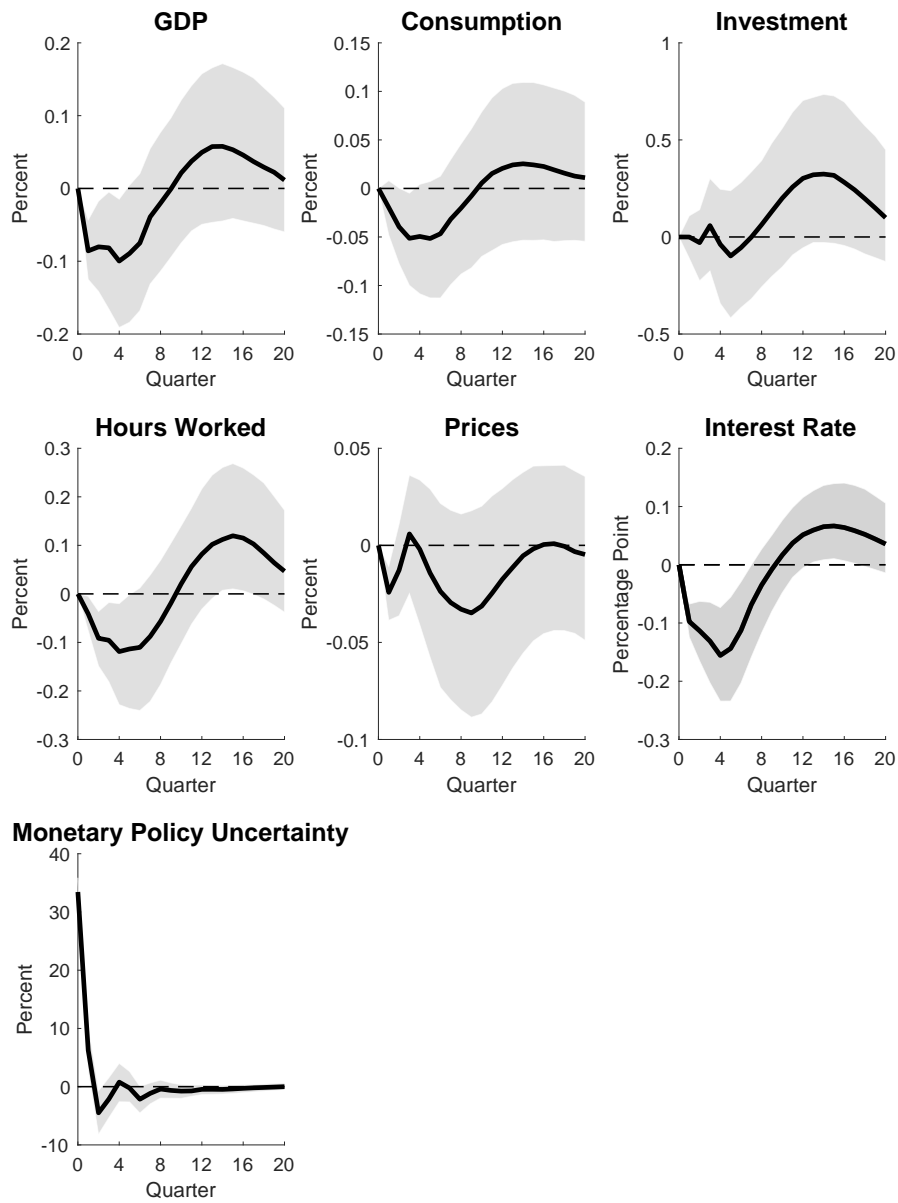 GDP
Percent
0.2
0.1
0
-0.1
-0.2
0 4 8 12 16 20
Quarter
Consumption
Percent
0.15
0.1
0.05
0
-0.05
-0.1
-0.15
0 4 8 12 16 20
Quarter
Investment
Percent
1
0.5
0
-0.5
0 4 8 12 16 20
Quarter
Hours Worked
Percent
0.3
0.2
0.1
0
-0.1
-0.2
-0.3
0 4 8 12 16 20
Quarter
Prices
Percent
0.05
0
-0.05
-0.1
0 4 8 12 16 20
Quarter
Interest Rate
Percentage Point
0.2
0.1
0
-0.1
-0.2
-0.3
0 4 8 12 16 20
Quarter
Monetary Policy Uncertainty
Percent
40
30
20
10
0
-10
0 4 8 12 16 20
Quarter